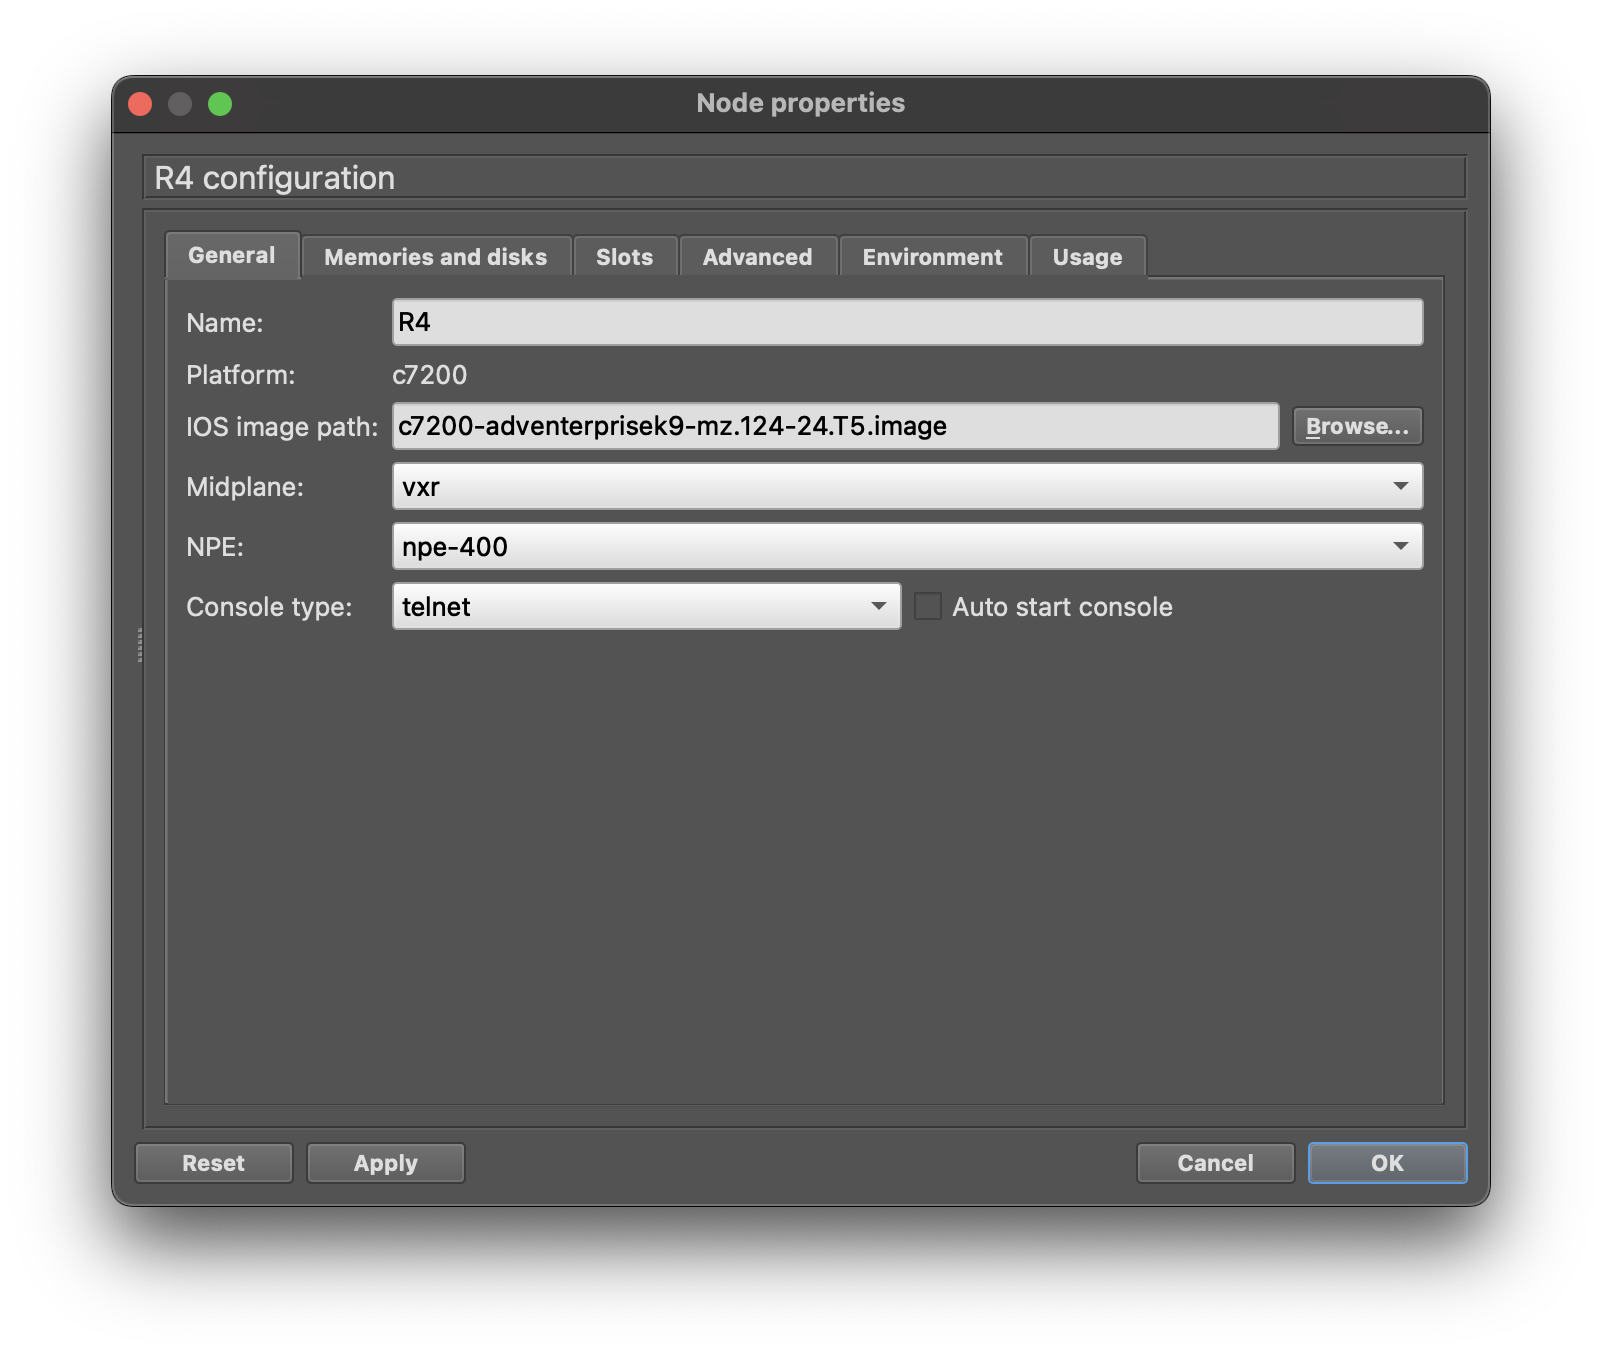 Node properties
R4 configuration
General Memories and disks Slots Advanced Environment Usage
Name: R4
Platform: c7200
IOS image path: c7200-adventerprisek9-mz.124-24.T5.image Browse...
Midplane: vxr
NPE: npe-400
Console type: telnet Auto start console
Reset Apply Cancel OK